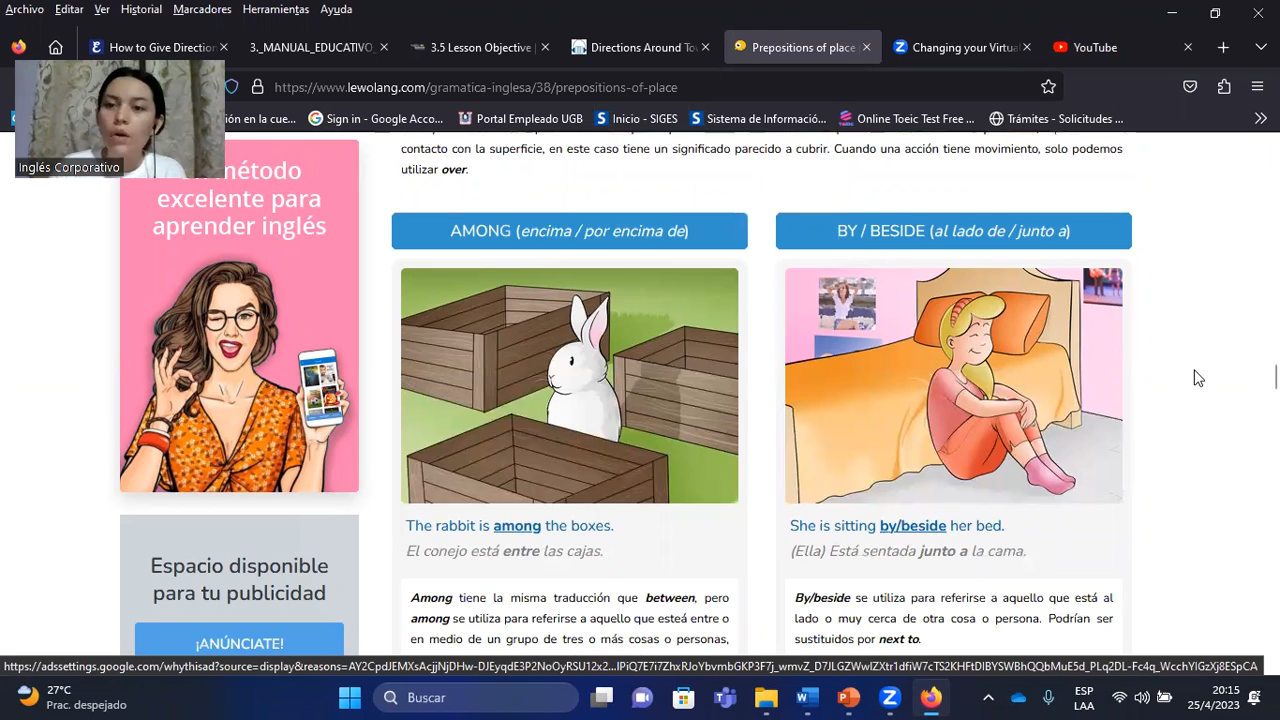 Archivo Editar Ver Historial Marcadores Herramientas Ayuda
How to Give Direction
3._MANUAL_EDUCATIVO_
3.5 Lesson Objective |
Directions Around Tow
Prepositions of place
Changing your Virtual
YouTube
https://www.lewolang.com/gramatica-inglesa/38/prepositions-of-place
ión en la cue...
Sign in - Google Acco...
Portal Empleado UGB
Inicio - SIGES
Sistema de Informació...
Online Toeic Test Free ...
Trámites - Solicitudes ...
Inglés Corporativo
método
excelente para
aprender inglés
Espacio disponible
para tu publicidad
¡ANÚNCIATE!
contacto con la superficie, en este caso tiene un significado parecido a cubrir. Cuando una acción tiene movimiento, solo podemos
utilizar over.
AMONG (encima / por encima de)
The rabbit is among the boxes.
El conejo está entre las cajas.
Among tiene la misma traducción que between, pero
among se utiliza para referirse a aquello que esteá entre o
en medio de un grupo de tres o más cosas o personas,
BY / BESIDE (al lado de / junto a)
She is sitting by/beside her bed.
(Ella) Está sentada junto a la cama.
By/beside se utiliza para referirse a aquello que está al
lado o muy cerca de otra cosa o persona. Podrían ser
sustituidos por next to.
27°C
Prac. despejado
Buscar
ESP
LAA
20:15
25/4/2023